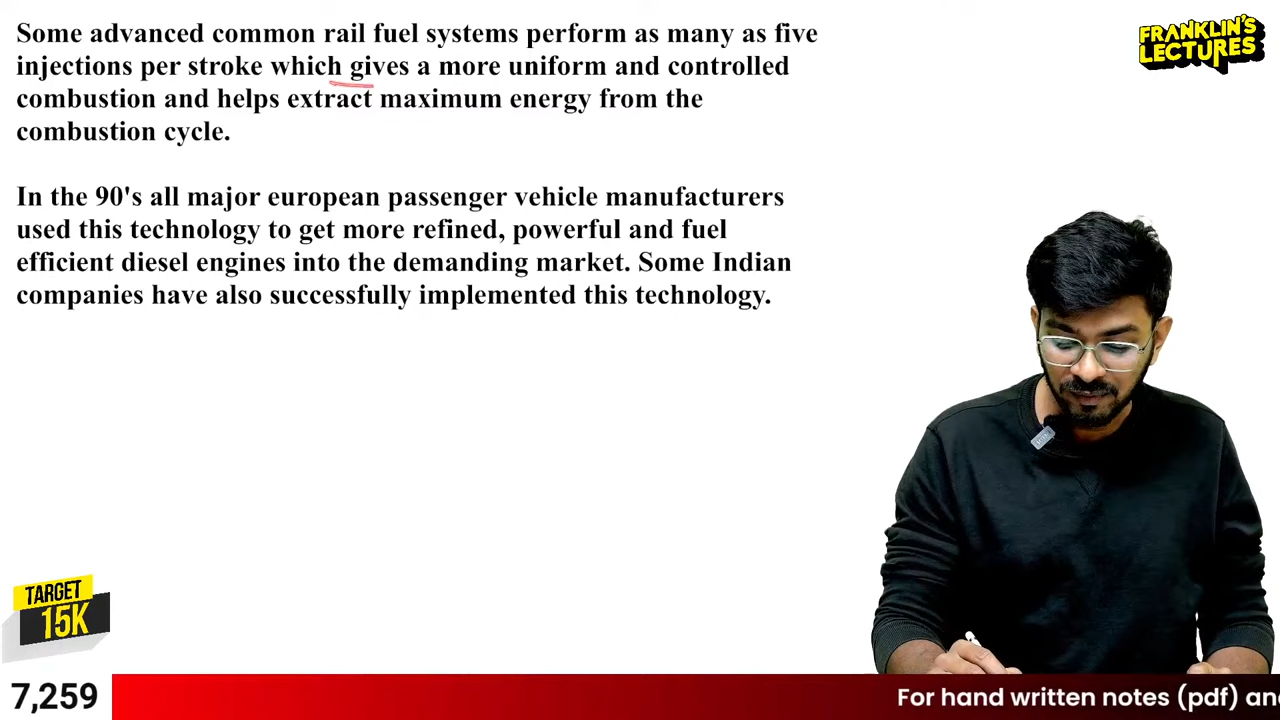 Some advanced common rail fuel systems perform as many as five
injections per stroke which gives a more uniform and controlled
combustion and helps extract maximum energy from the
combustion cycle.
In the 90's all major european passenger vehicle manufacturers
used this technology to get more refined, powerful and fuel
efficient diesel engines into the demanding market. Some Indian
companies have also successfully implemented this technology.
FRANKLIN'S
LECTURES
TARGET
15K
7,259
For hand written notes (pdf) an